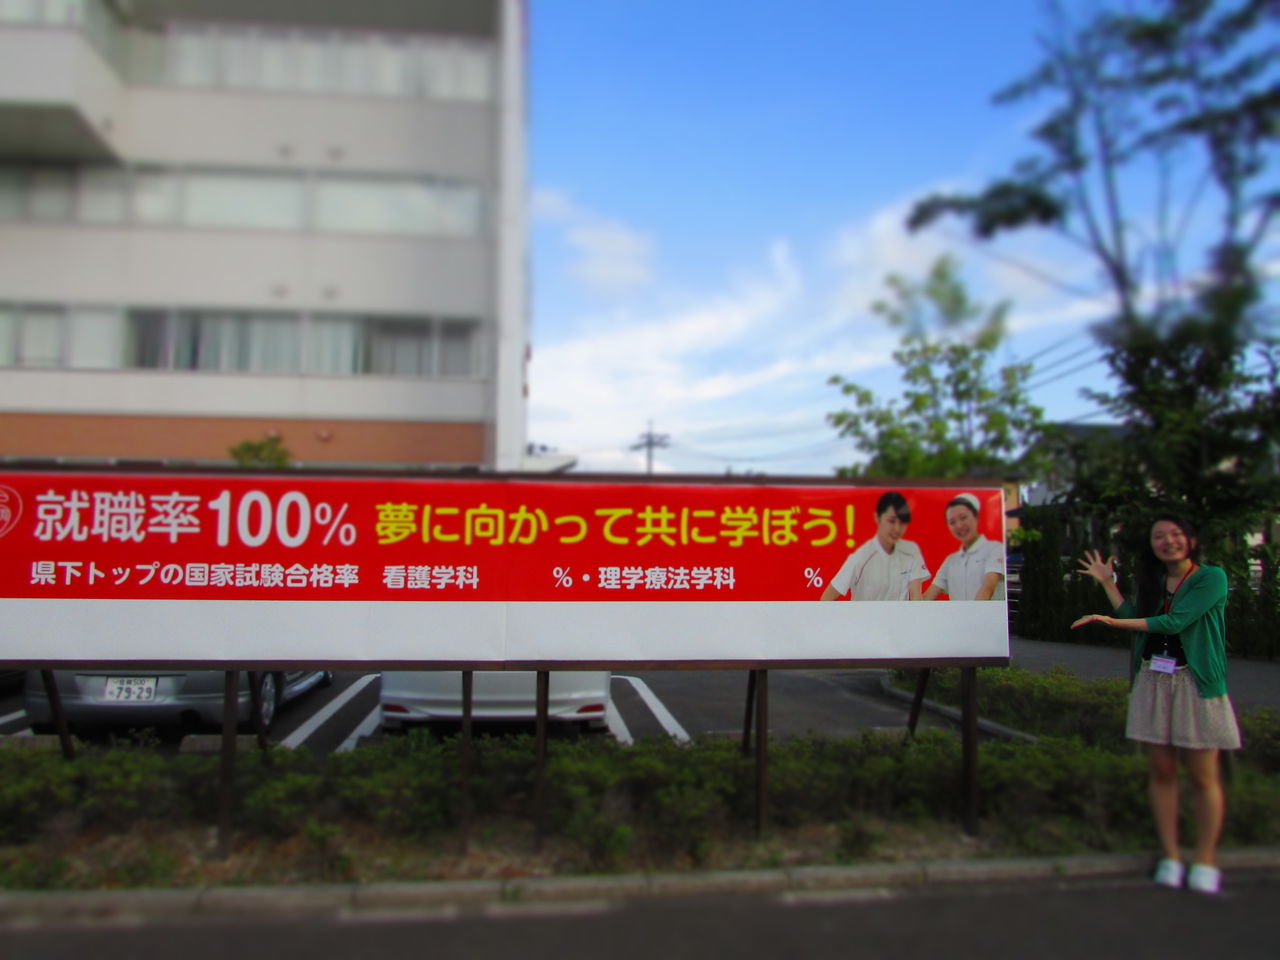 就職率100% 夢に向かって共に学ぼう!
県下トップの国家試験合格率 看護学科 %・理学療法学科 %
79-29